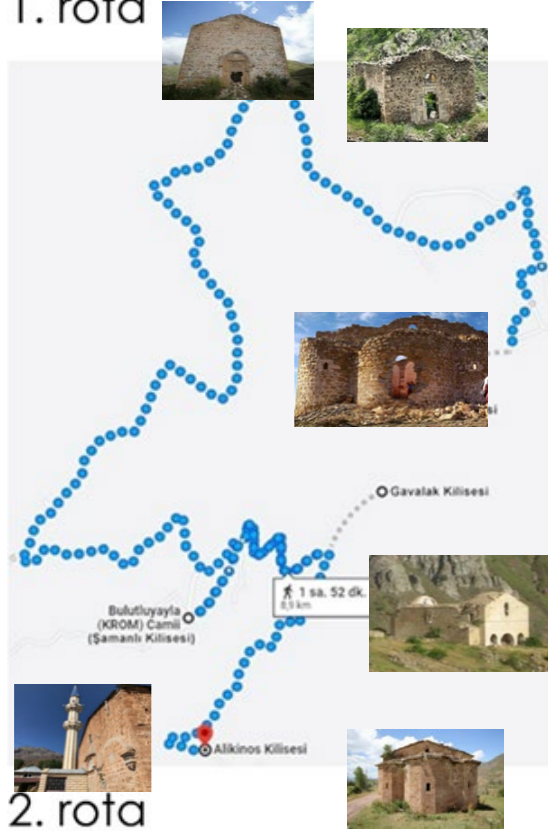 1. rota
si
Gavalak Kilisesi
1 sa. 52 dk.
8,9 km
Bulutluyayla
(KROM) Camii
(Şamanlı Kilisesi)
Alikinos Kilisesi
2. rota